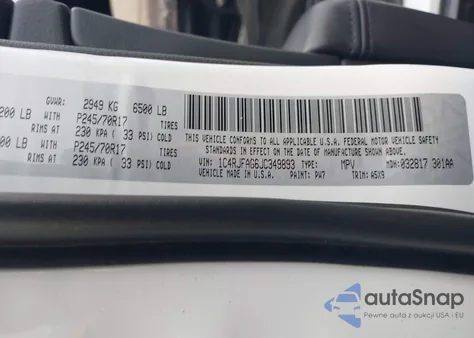 GVWR: 2949 KG 6500 LB
200 LB WITH P245/70R17 TIRES
RIMS AT 230 KPA ( 33 PSI) COLD
00 LB WITH P245/70R17 TIRES
RIMS AT 230 KPA ( 33 PSI) COLD
THIS VEHICLE CONFORMS TO ALL APPLICABLE U.S.A. FEDERAL MOTOR VEHICLE SAFETY
STANDARDS IN EFFECT ON THE DATE OF MANUFACTURE SHOWN ABOVE.
VIN: 1C4RJFAG6JC349893 TYPE: MPV MDH: 032817 301AA
VEHICLE MADE IN U.S.A. PAINT: PW7 TRIM: A5X9
autoSnap
Pewne auta z aukcji USA i EU